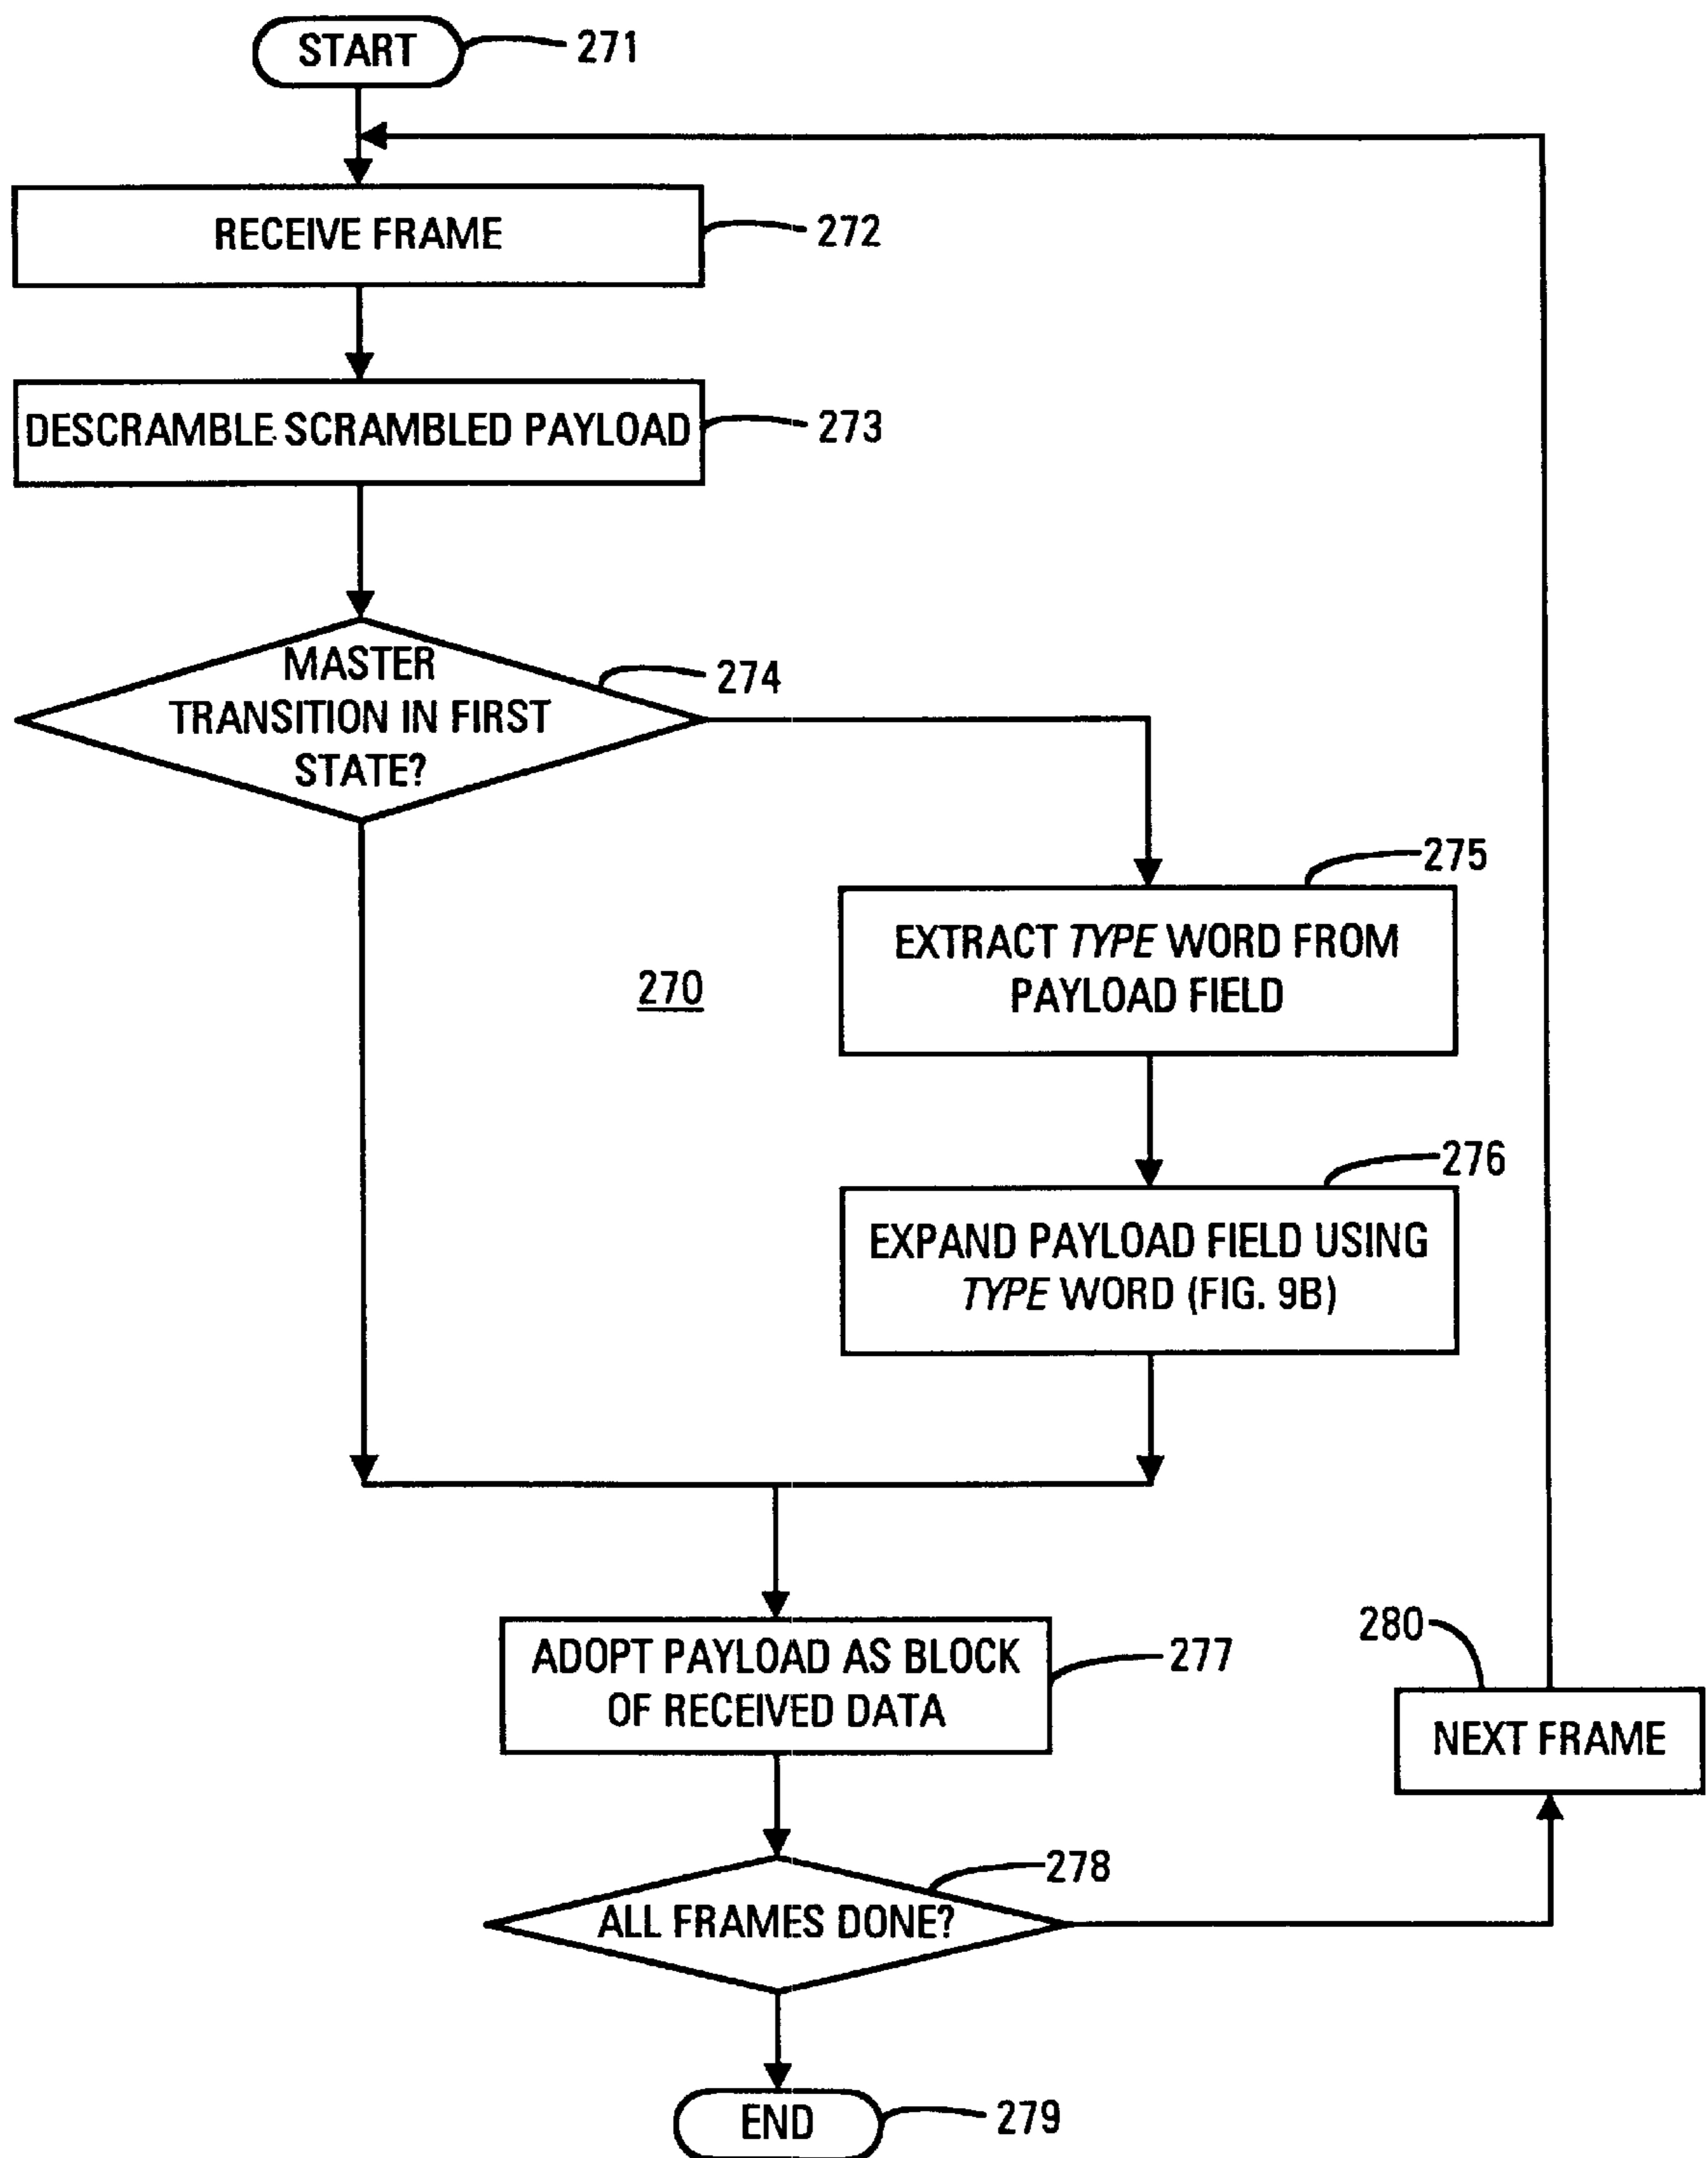 START
271
RECEIVE FRAME
272
DESCRAMBLE SCRAMBLED PAYLOAD
273
MASTER
TRANSITION IN FIRST
STATE?
274
275
EXTRACT TYPE WORD FROM
PAYLOAD FIELD
270
276
EXPAND PAYLOAD FIELD USING
TYPE WORD (FIG. 9B)
ADOPT PAYLOAD AS BLOCK
OF RECEIVED DATA
277
280
NEXT FRAME
278
ALL FRAMES DONE?
END
279